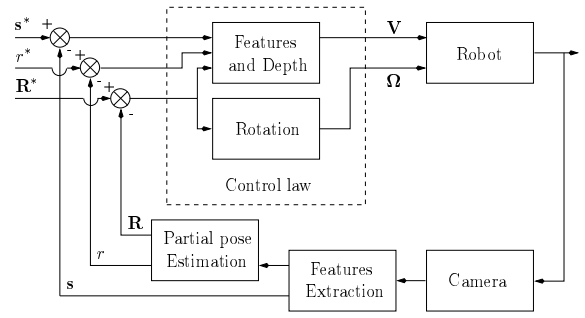 s* + 
- 
r* + 
- 
R* + 
- 
Features
and Depth
V
Robot
Ω
Rotation
Control law
R
Partial pose
Estimation
r
Features
Extraction
Camera
s